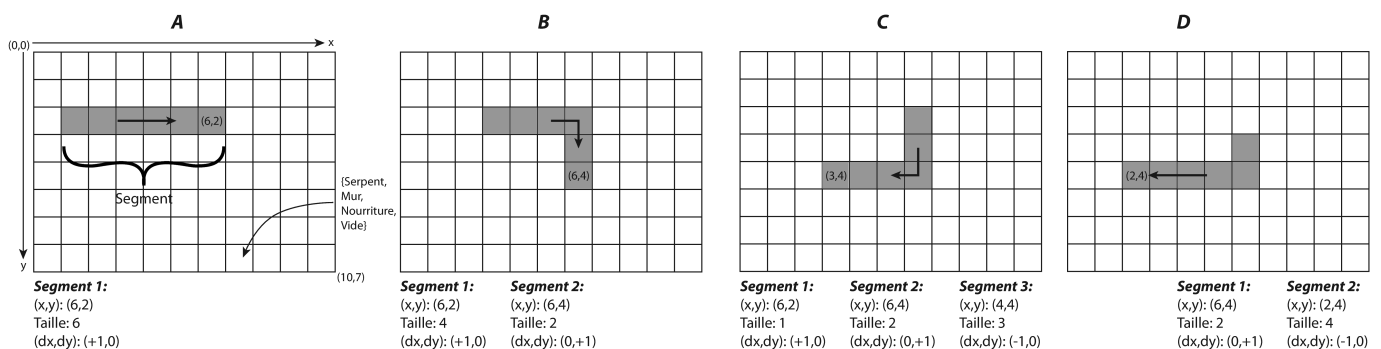 A
B
C
D
(0,0)
x
(6,2)
(6,4)
(3,4)
(2,4)
Segment
{Serpent,
Mur,
Nourriture,
Vide}
y
(10,7)
Segment 1:
(x,y): (6,2)
Taille: 6
(dx,dy): (+1,0)
Segment 1:
(x,y): (6,2)
Taille: 4
(dx,dy): (+1,0)
Segment 2:
(x,y): (6,4)
Taille: 2
(dx,dy): (0,+1)
Segment 1:
(x,y): (6,2)
Taille: 1
(dx,dy): (+1,0)
Segment 2:
(x,y): (6,4)
Taille: 2
(dx,dy): (0,+1)
Segment 3:
(x,y): (4,4)
Taille: 3
(dx,dy): (-1,0)
Segment 1:
(x,y): (6,4)
Taille: 2
(dx,dy): (0,+1)
Segment 2:
(x,y): (2,4)
Taille: 4
(dx,dy): (-1,0)